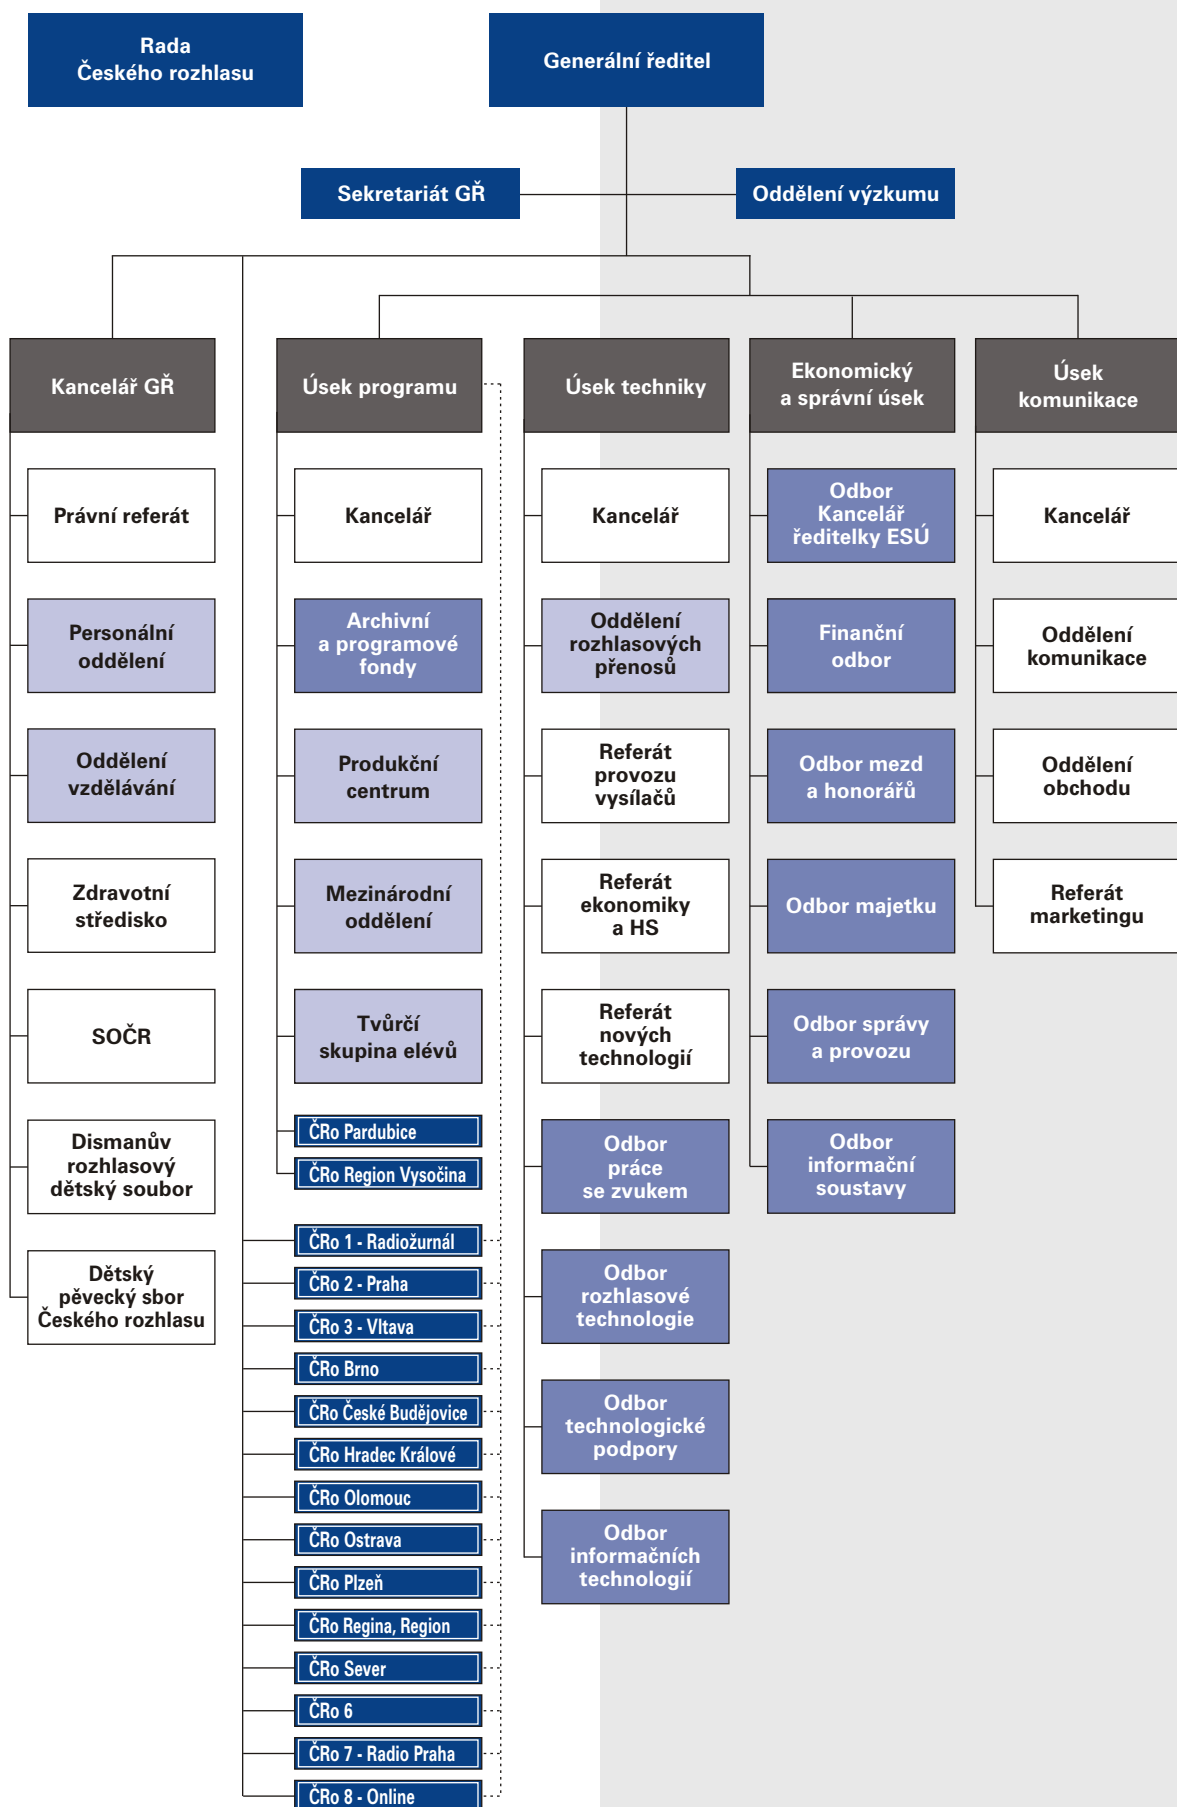 Rada
Českého rozhlasu
Generální ředitel
Sekretariát GŘ
Oddělení výzkumu
Kancelář GŘ
Právní referát
Personální
oddělení
Oddělení
vzdělávání
Zdravotní
středisko
SOČR
Dismanův
rozhlasový
dětský soubor
Dětský
pěvecký sbor
Českého rozhlasu
Úsek programu
Kancelář
Archivní
a programové
fondy
Produkční
centrum
Mezinárodní
oddělení
Tvůrčí
skupina elévů
ČRo Pardubice
ČRo Region Vysočina
ČRo 1 - Radiožurnál
ČRo 2 - Praha
ČRo 3 - Vltava
ČRo Brno
ČRo České Budějovice
ČRo Hradec Králové
ČRo Olomouc
ČRo Ostrava
ČRo Plzeň
ČRo Regina, Region
ČRo Sever
ČRo 6
ČRo 7 - Radio Praha
ČRo 8 - Online
Úsek techniky
Kancelář
Oddělení
rozhlasových
přenosů
Referát
provozu
vysílačů
Referát
ekonomiky
a HS
Referát
nových
technologií
Odbor
práce
se zvukem
Odbor
rozhlasové
technologie
Odbor
technologické
podpory
Odbor
informačních
technologií
Ekonomický
a správní úsek
Odbor
Kancelář
ředitelky ESÚ
Finanční
odbor
Odbor mezd
a honorářů
Odbor majetku
Odbor správy
a provozu
Odbor
informační
soustavy
Úsek
komunikace
Kancelář
Oddělení
komunikace
Oddělení
obchodu
Referát
marketingu